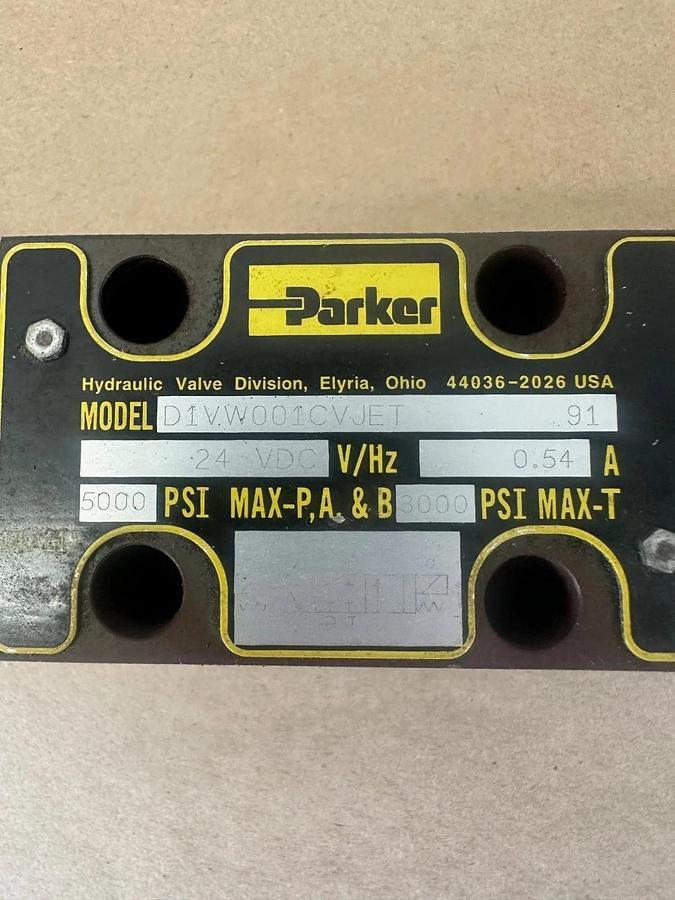 Parker
Hydraulic Valve Division, Elyria, Ohio 44036-2026 USA
MODEL D1VW001CVJET 91
24 VDC V/Hz 0.54 A
5000 PSI MAX-P,A. & B 3000 PSI MAX-T
P T